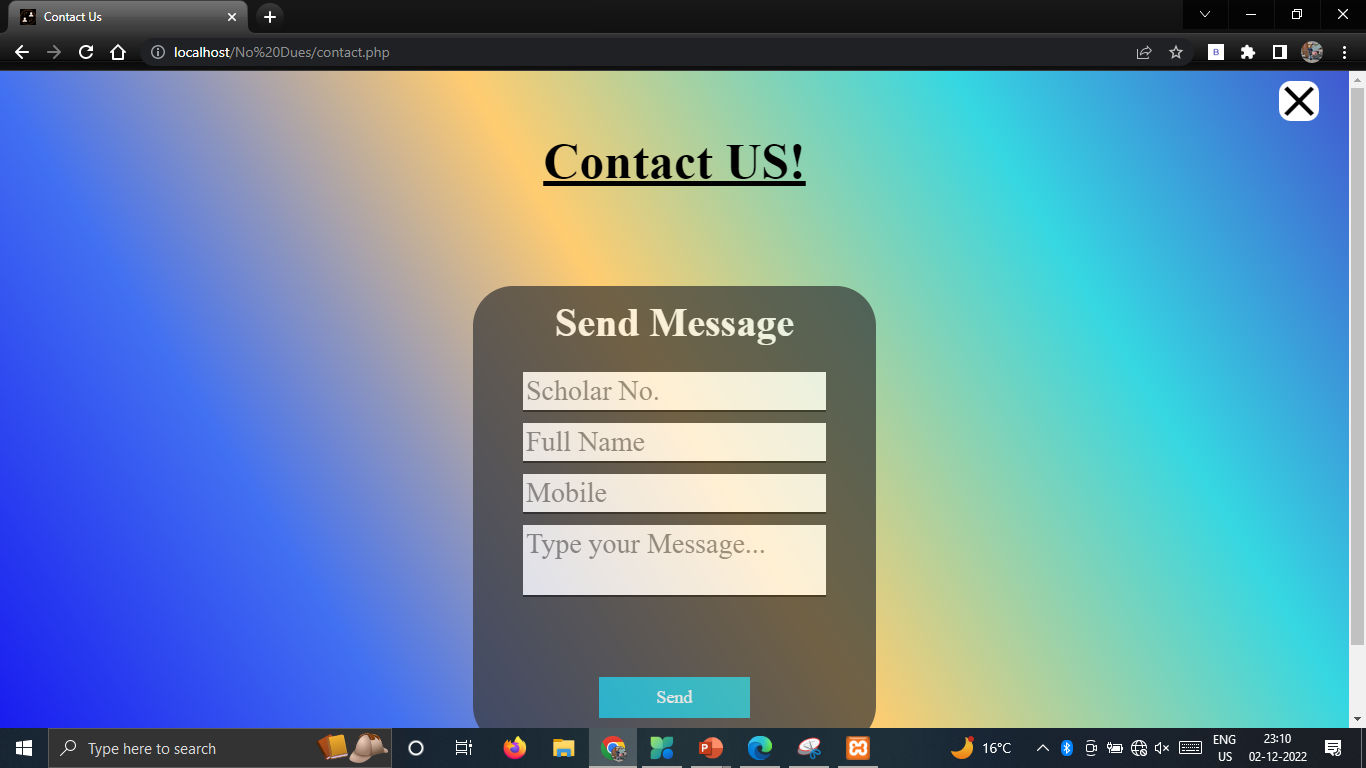 Contact Us
localhost/No%20Dues/contact.php
B
Contact US!
Send Message
Scholar No.
Full Name
Mobile
Type your Message...
Send
Type here to search
16°C
ENG
US
23:10
02-12-2022